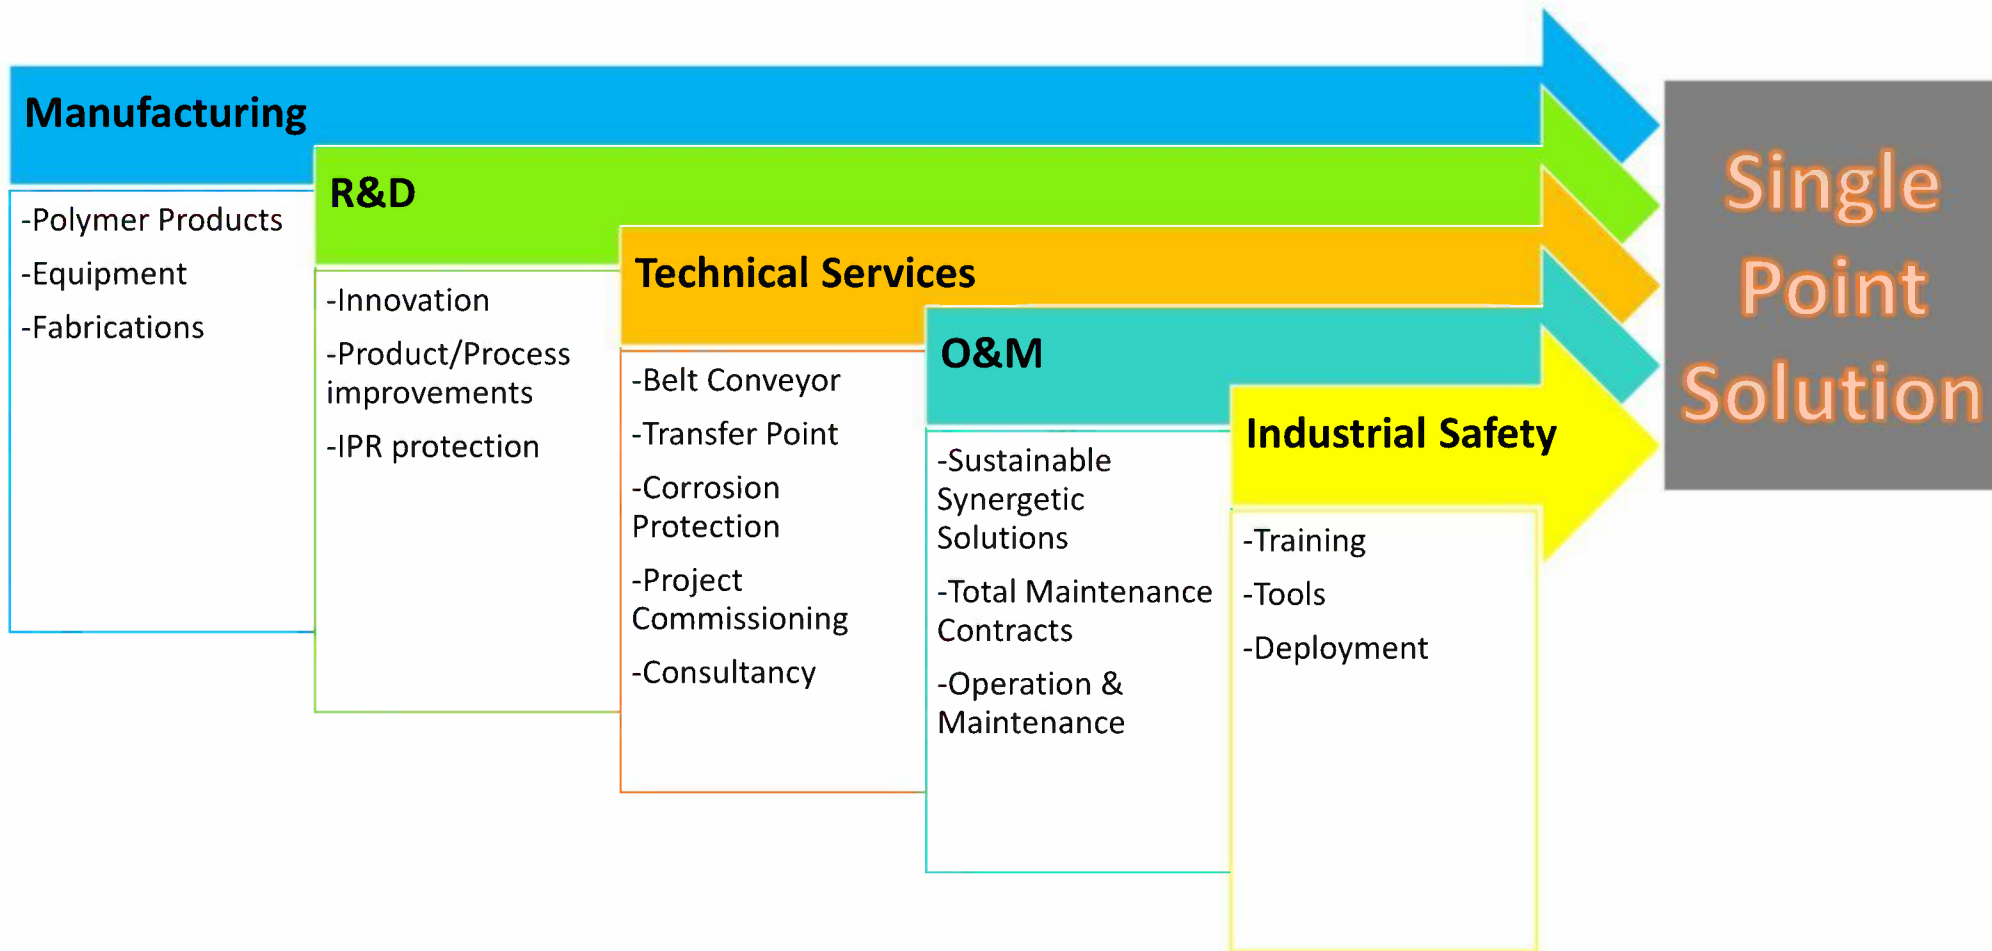 Manufacturing
-Polymer Products
-Equipment
-Fabrications
R&D
-Innovation
-Product/Process
improvements
-IPR protection
Technical Services
-Belt Conveyor
-Transfer Point
-Corrosion
Protection
-Project
Commissioning
-Consultancy
O&M
-Sustainable
Synergetic
Solutions
-Total Maintenance
Contracts
-Operation &
Maintenance
Industrial Safety
-Training
-Tools
-Deployment
Single
Point
Solution